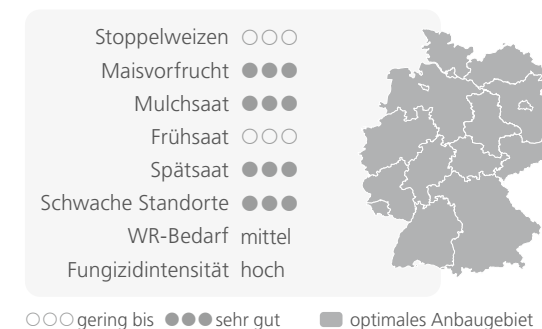 Stoppelweizen ○○○
Maisvorfrucht ●●●
Mulchsaat ●●●
Frühsaat ○○○
Spätsaat ●●●
Schwache Standorte ●●●
WR-Bedarf mittel
Fungizidintensität hoch
○○○ gering bis ●●● sehr gut optimales Anbaugebiet